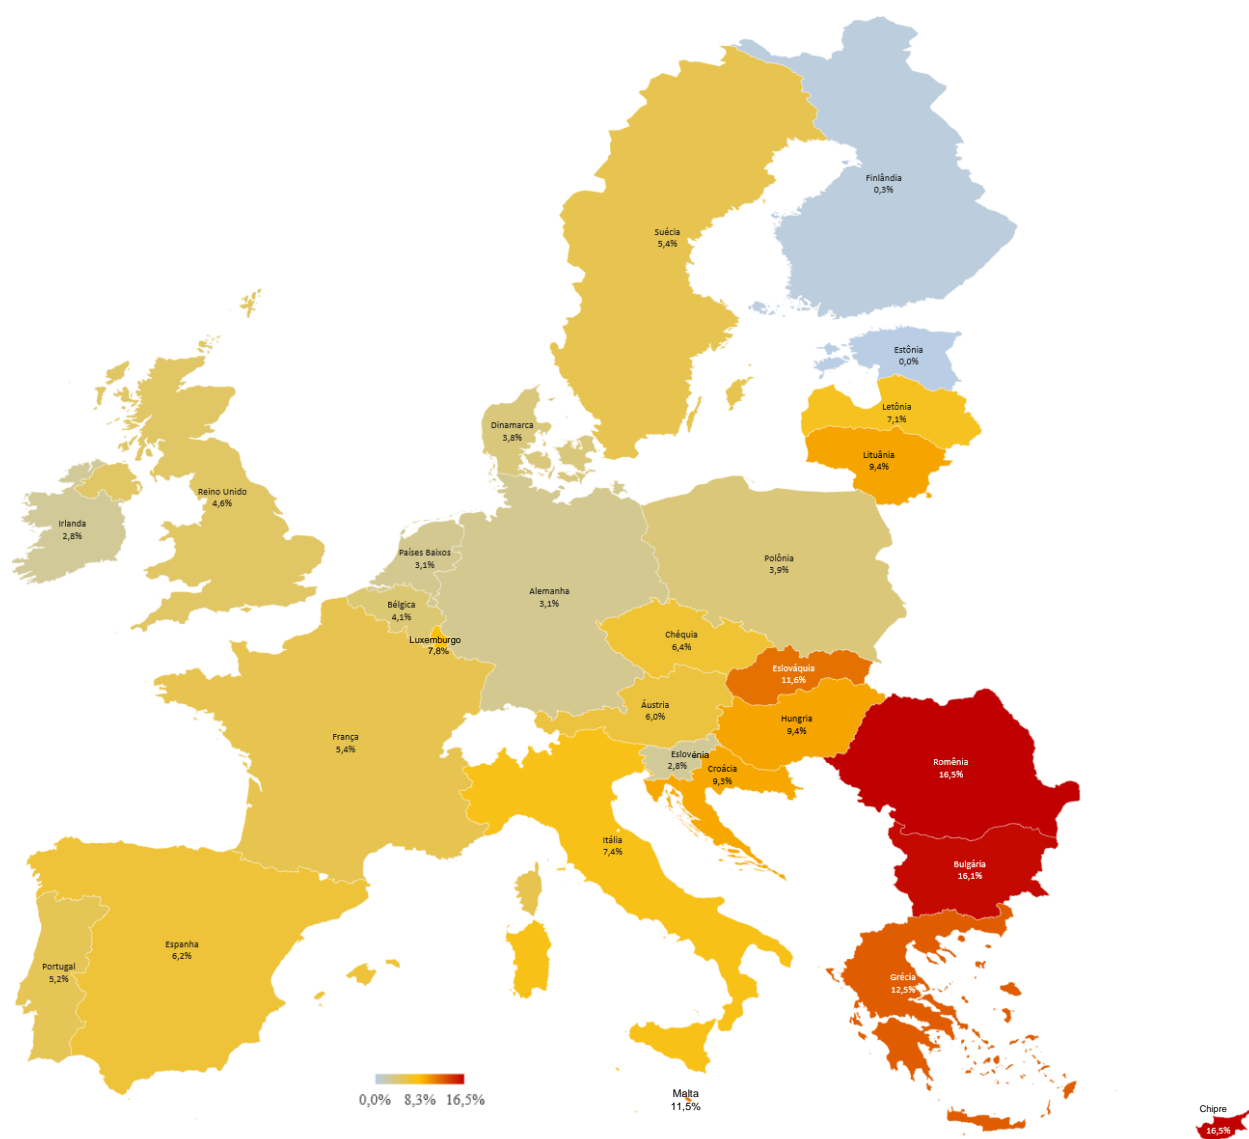 Finlândia
0,3%
Suécia
5,4%
Estônia
0,0%
Letônia
7,1%
Dinamarca
3,8%
Lituânia
9,4%
Reino Unido
4,6%
Irlanda
2,8%
Países Baixos
3,1%
Polônia
3,9%
Alemanha
3,1%
Bélgica
4,1%
Luxemburgo
7,8%
Chéquia
6,4%
Eslováquia
11,6%
Áustria
6,0%
Hungria
9,4%
França
5,4%
Eslovénia
2,8%
Croácia
9,3%
Romênia
16,5%
Itália
7,4%
Bulgária
16,1%
Espanha
6,2%
Portugal
5,2%
Grécia
12,5%
0,0% 8,3% 16,5%
Malta
11,5%
Chipre
16,5%